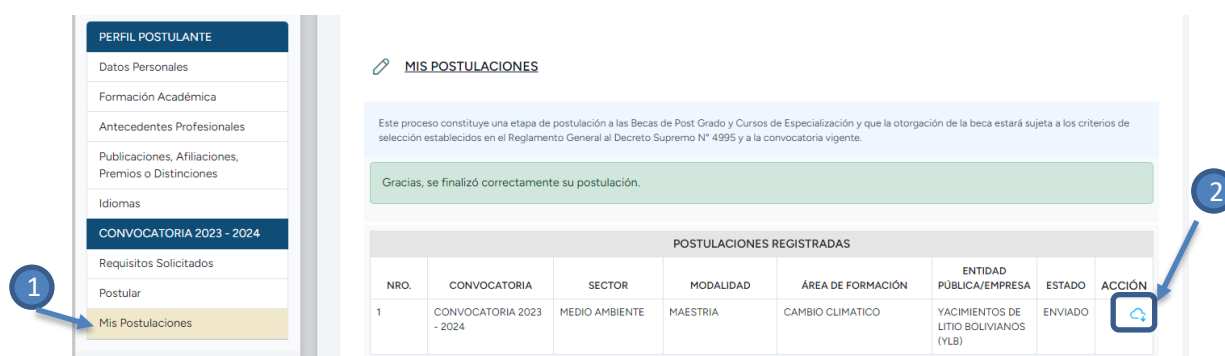 PERFIL POSTULANTE
Datos Personales
Formación Académica
Antecedentes Profesionales
Publicaciones, Afiliaciones,
Premios o Distinciones
Idiomas
CONVOCATORIA 2023 - 2024
Requisitos Solicitados
Postular
Mis Postulaciones
1
MIS POSTULACIONES
Este proceso constituye una etapa de postulación a las Becas de Post Grado y Cursos de Especialización y que la otorgación de la beca estará sujeta a los criterios de
selección establecidos en el Reglamento General al Decreto Supremo N° 4995 y a la convocatoria vigente.
Gracias, se finalizó correctamente su postulación.
2
POSTULACIONES REGISTRADAS
NRO. CONVOCATORIA SECTOR MODALIDAD ÁREA DE FORMACIÓN ENTIDAD PÚBLICA/EMPRESA ESTADO ACCIÓN
1 CONVOCATORIA 2023 MEDIO AMBIENTE MAESTRIA CAMBIO CLIMATICO YACIMIENTOS DE ENVIADO
- 2024 LITIO BOLIVIANOS
(YLB)